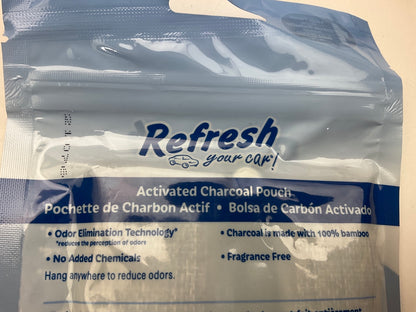 Refresh
your car!
Activated Charcoal Pouch
Pochette de Charbon Actif • Bolsa de Carbón Activado
• Odor Elimination Technology*
*reduces the perception of odors
• Charcoal is made with 100% bamboo
• No Added Chemicals
• Fragrance Free
Hang anywhere to reduce odors.
fait entièrement